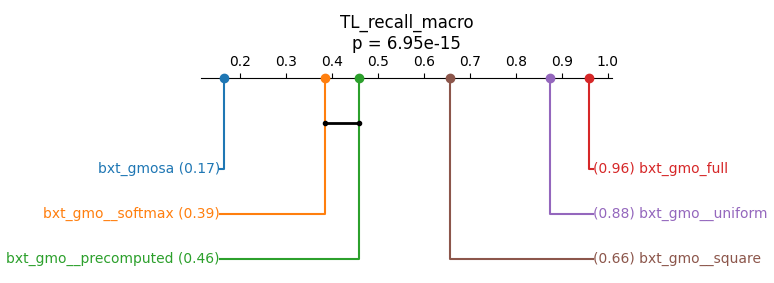 TL_recall_macro
p = 6.95e-15
0.2 0.3 0.4 0.5 0.6 0.7 0.8 0.9 1.0
bxt_gmosa (0.17)
(0.96) bxt_gmo_full
bxt_gmo__softmax (0.39)
(0.88) bxt_gmo__uniform
bxt_gmo__precomputed (0.46)
(0.66) bxt_gmo__square